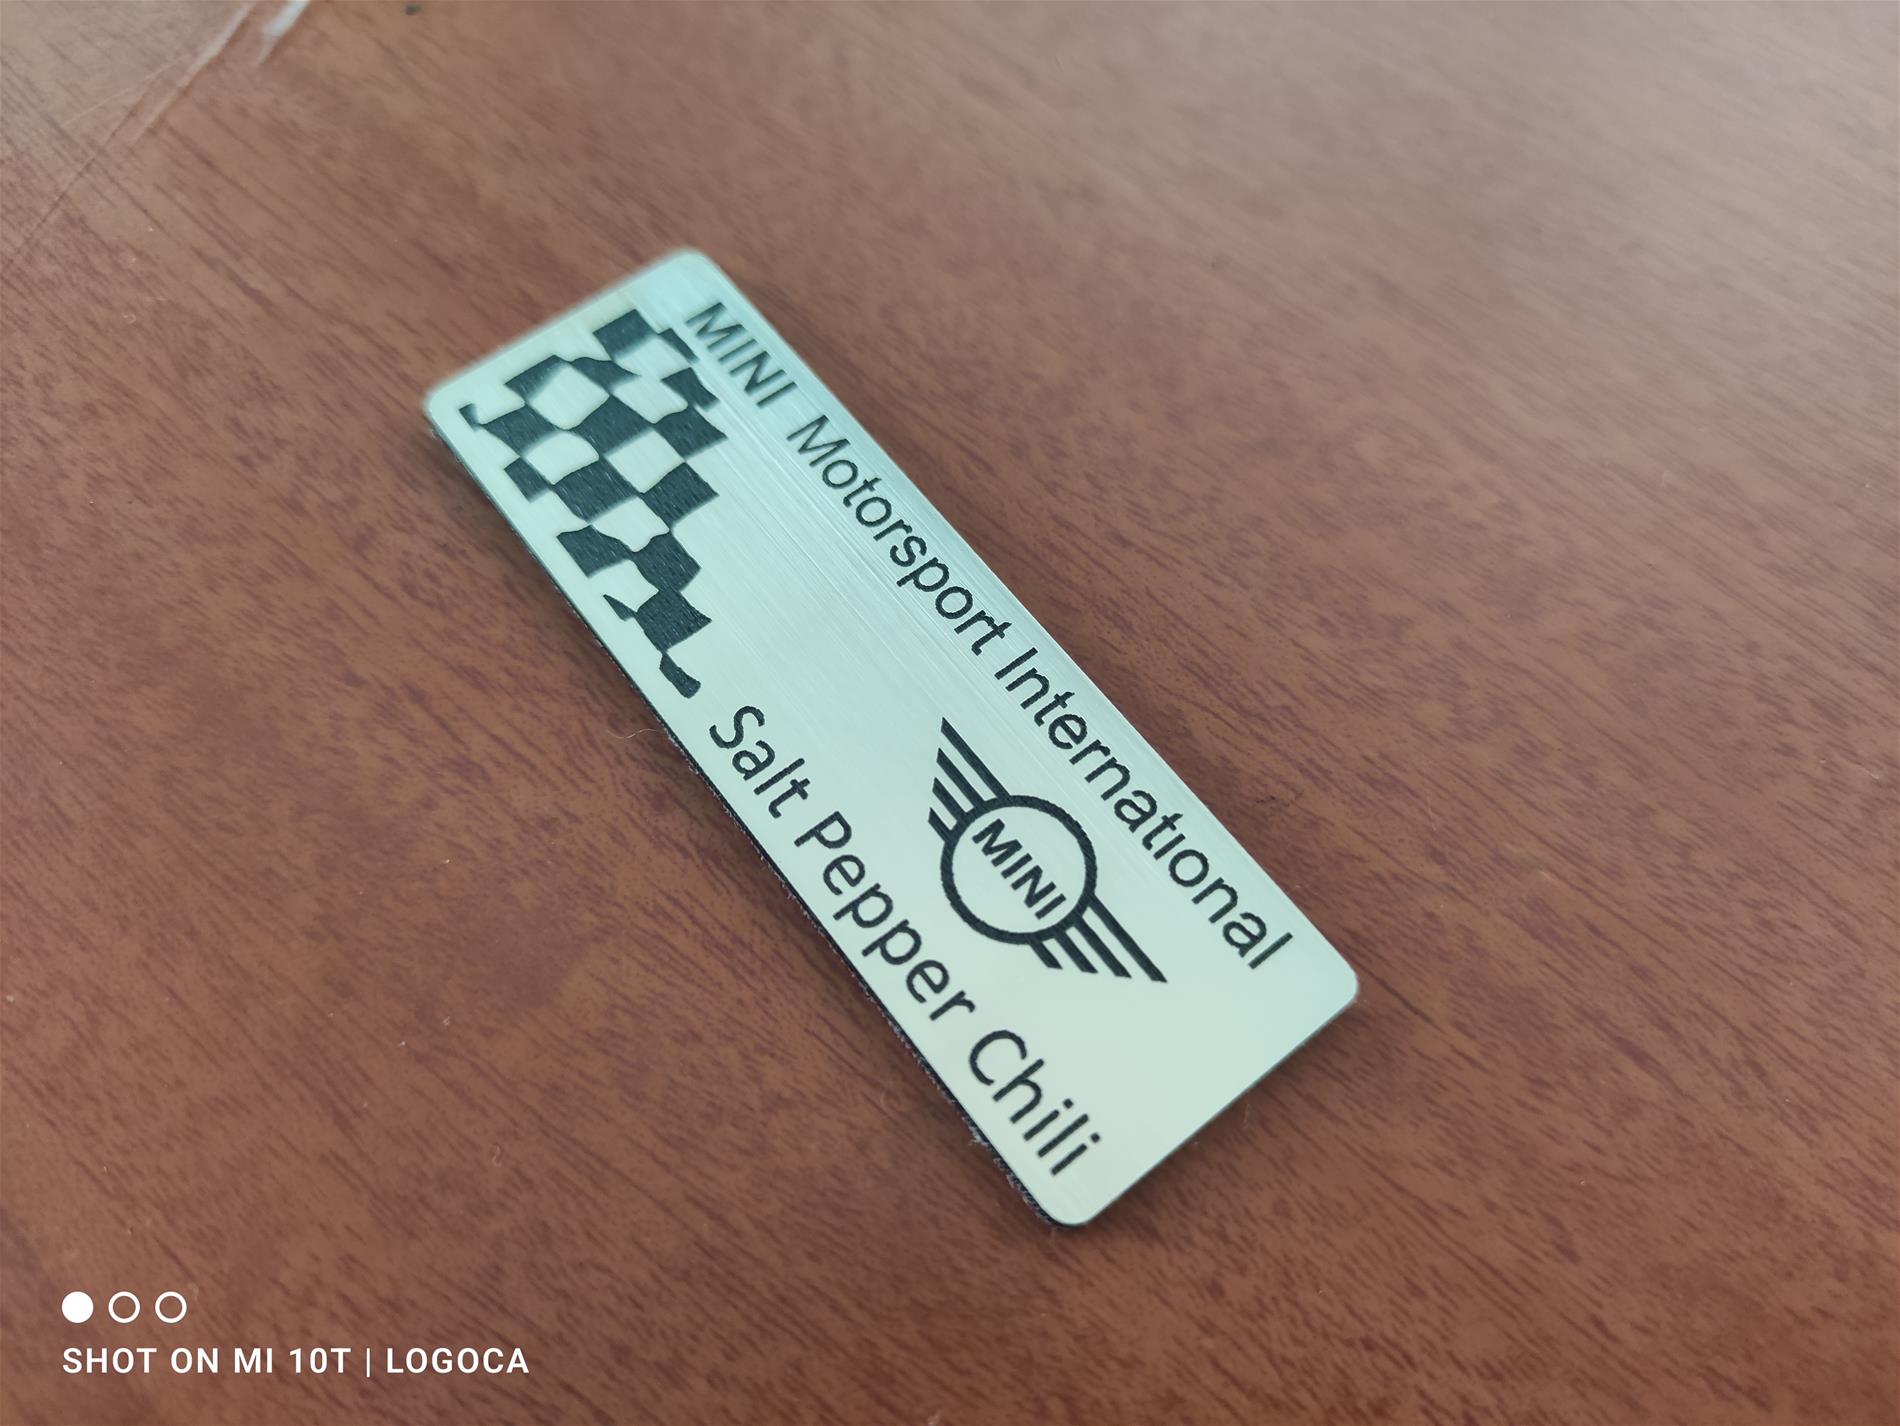 MINI Motorsport International
MINI
Salt Pepper Chili
SHOT ON MI 10T | LOGOCA